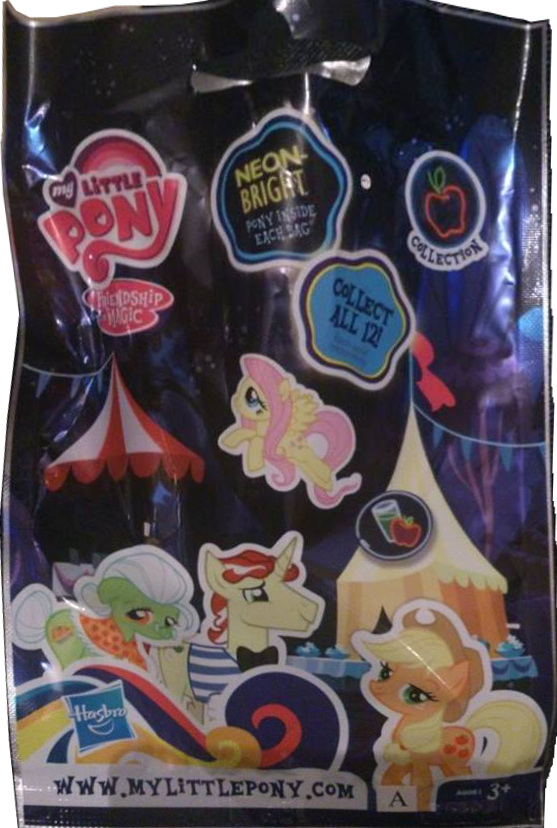 my
LITTLE
PONY
FRIENDSHIP
IS MAGIC
NEON-
BRIGHT
PONY INSIDE
EACH BAG
COLLECTION
COLLECT
ALL 12!
Hasbro
WWW.MYLITTLEPONY.COM
A
3+